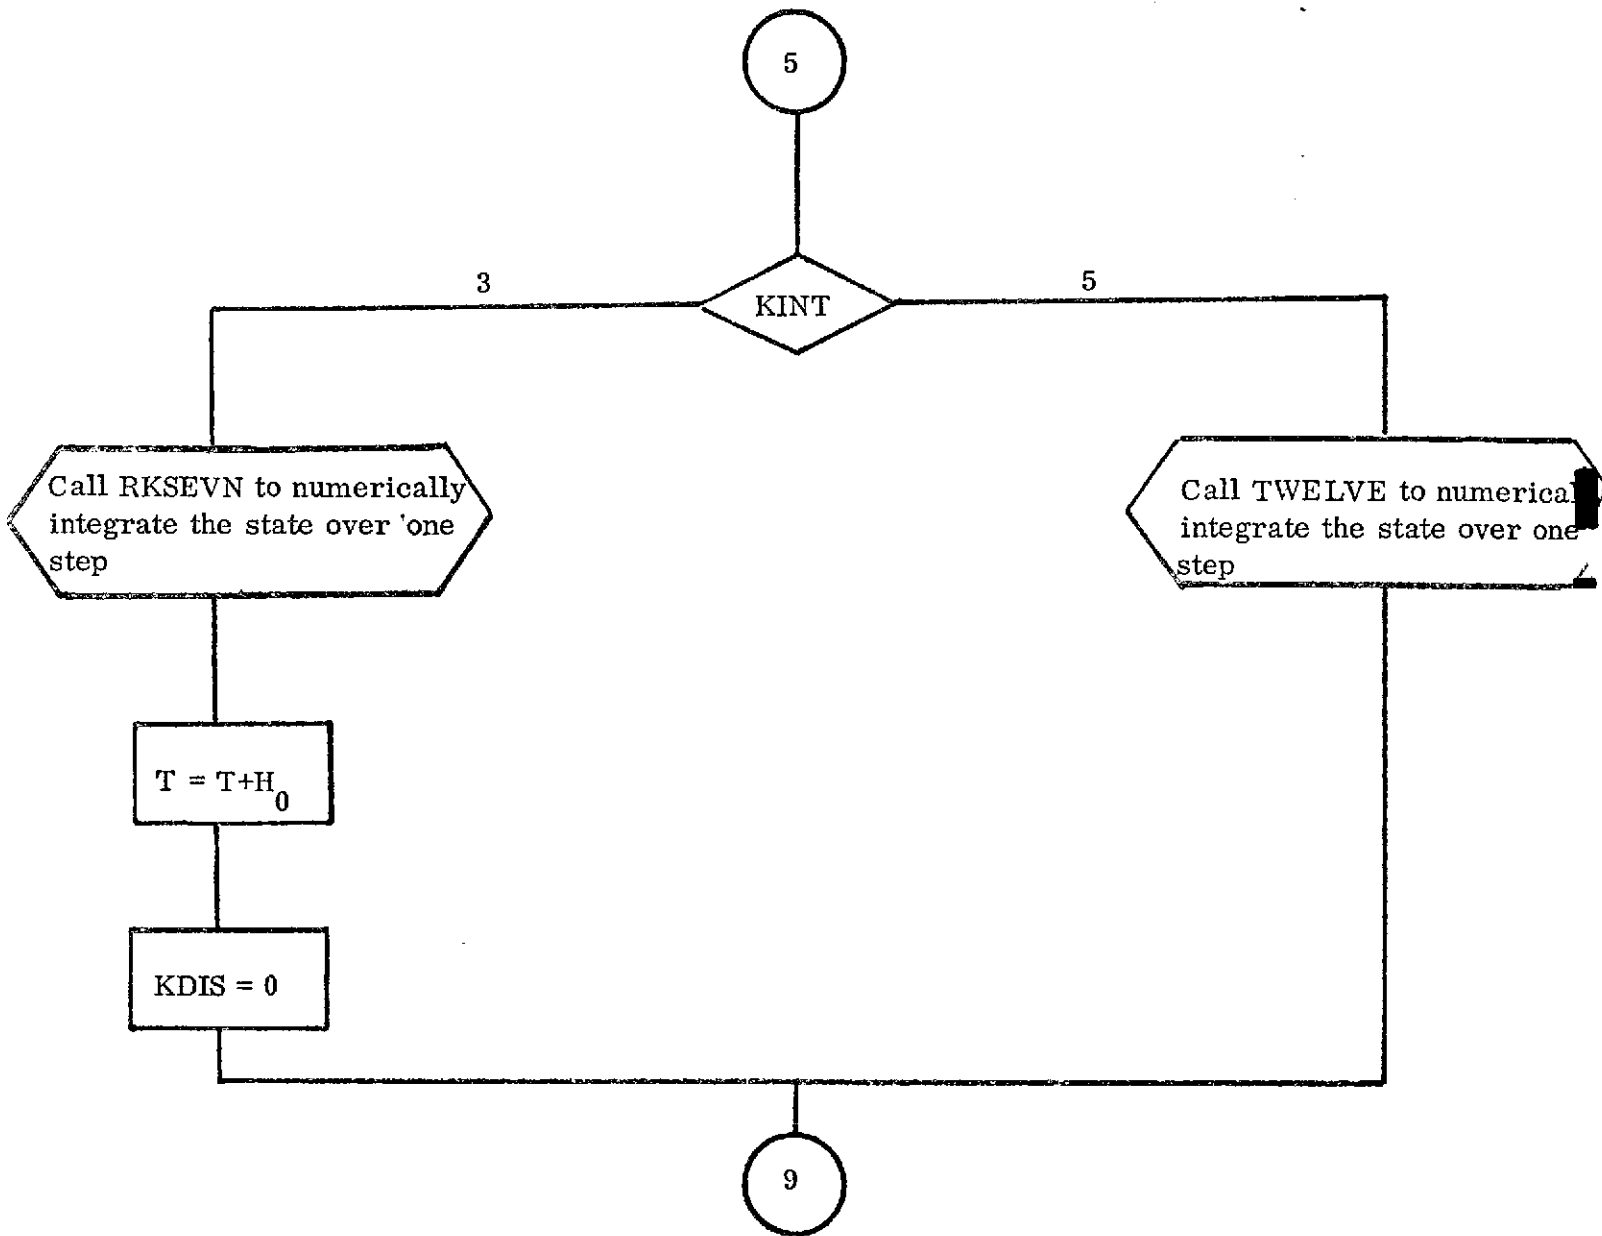 5
3
KINT
5
Call RKSEVN to numerically
integrate the state over 'one
step
Call TWELVE to
integrate the state over one
step
T = T+H0
KDIS = 0
9